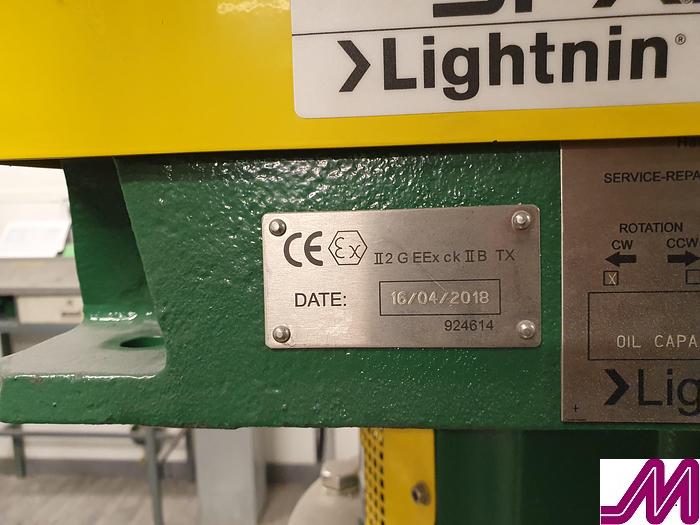 SPX®
Lightnin®
CE Ex II 2 G EEx ck II B TX
DATE: 16/04/2018
924614
SERVICE-REPA
ROTATION
CW CCW
X
OIL CAPA
Lig
M